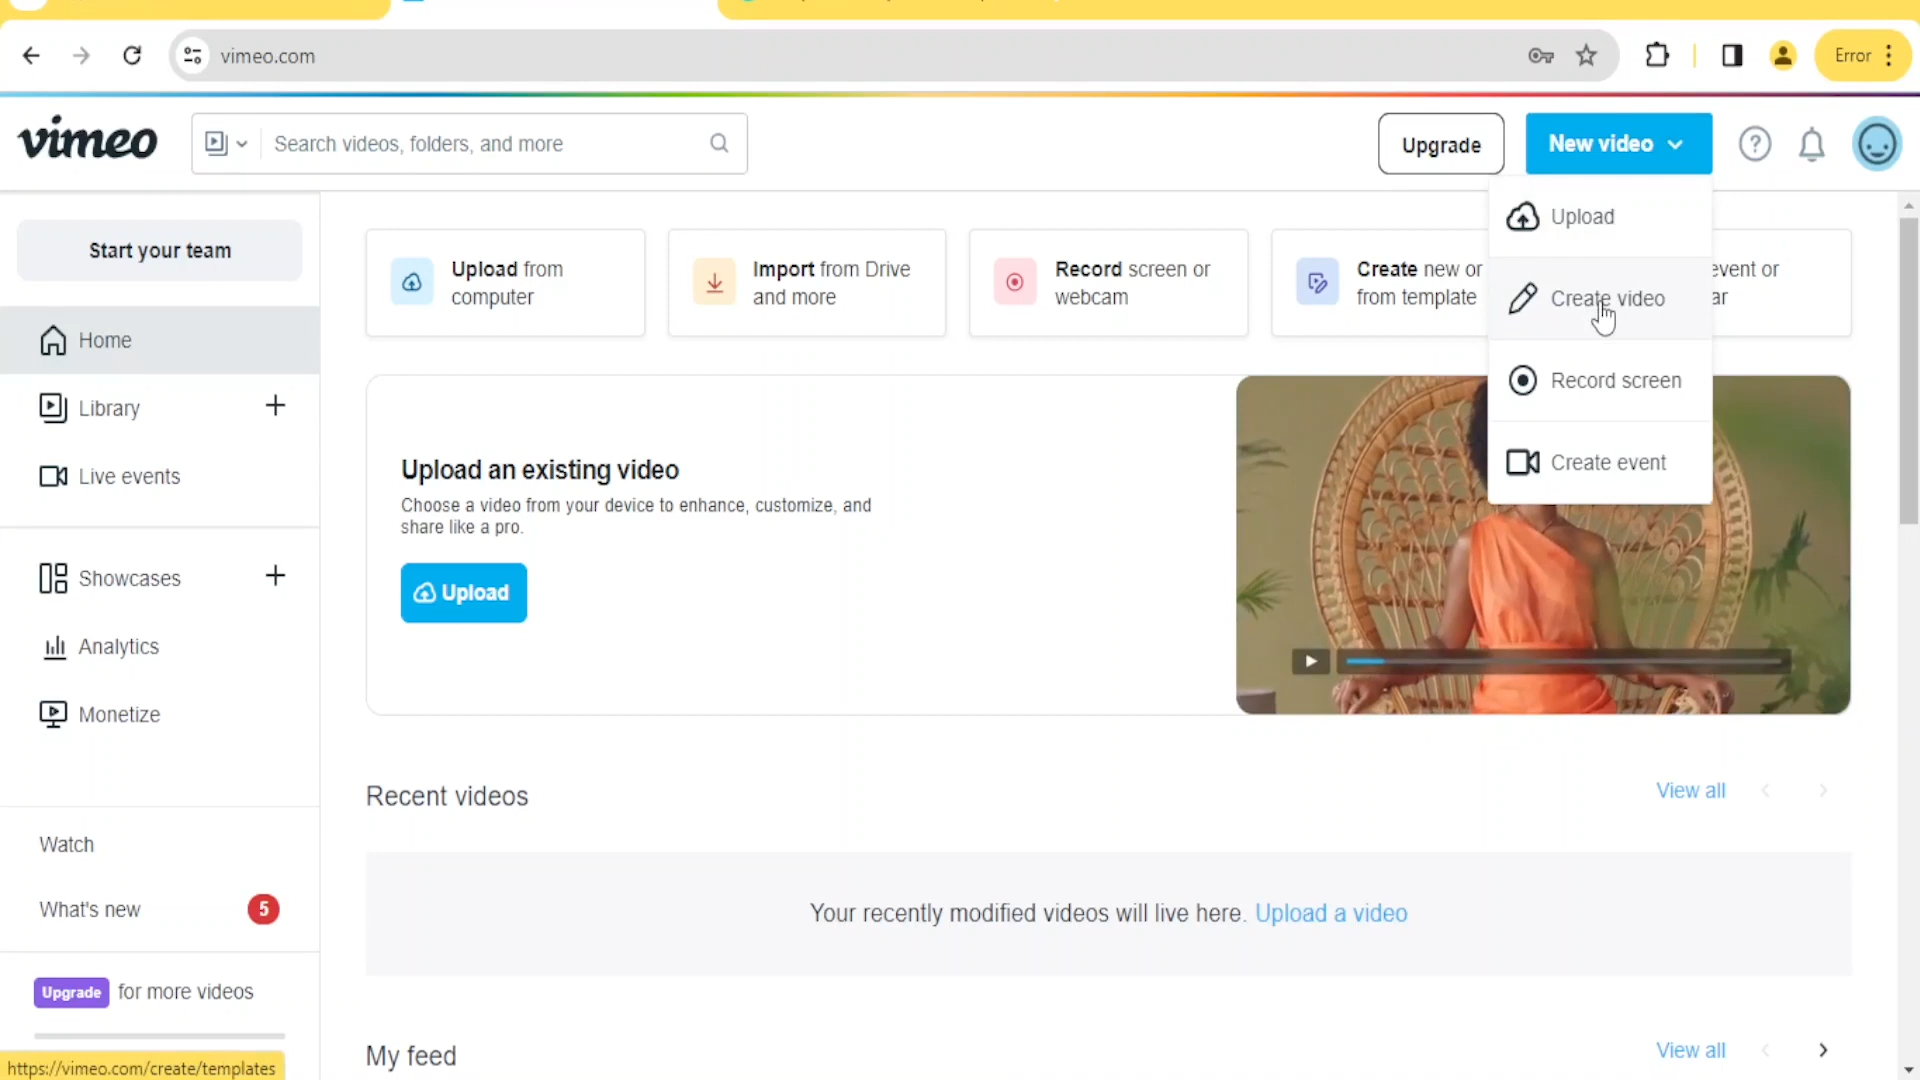 vimeo.com
Error
vimeo
Search videos, folders, and more
Upgrade
New video
Upload
Create video
Record screen
Create event
Start your team
Home
Library
Live events
Showcases
Analytics
Monetize
Watch
What's new
5
Upgrade for more videos
https://vimeo.com/create/templates
Upload from
computer
Import from Drive
and more
Record screen or
webcam
Create new or
from template
event or
ar
Upload an existing video
Choose a video from your device to enhance, customize, and
share like a pro.
Upload
Recent videos
View all
Your recently modified videos will live here. Upload a video
My feed
View all